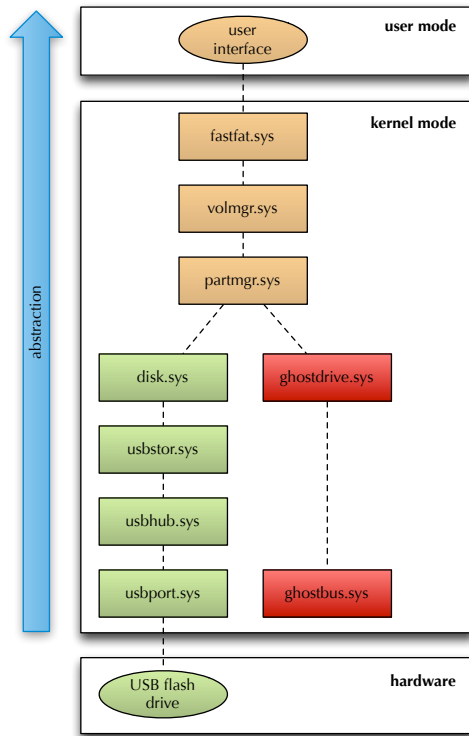 user mode
user
interface
kernel mode
fastfat.sys
volmgr.sys
partmgr.sys
abstraction
disk.sys
ghostdrive.sys
usbstor.sys
usbhub.sys
usbport.sys
ghostbus.sys
hardware
USB flash
drive